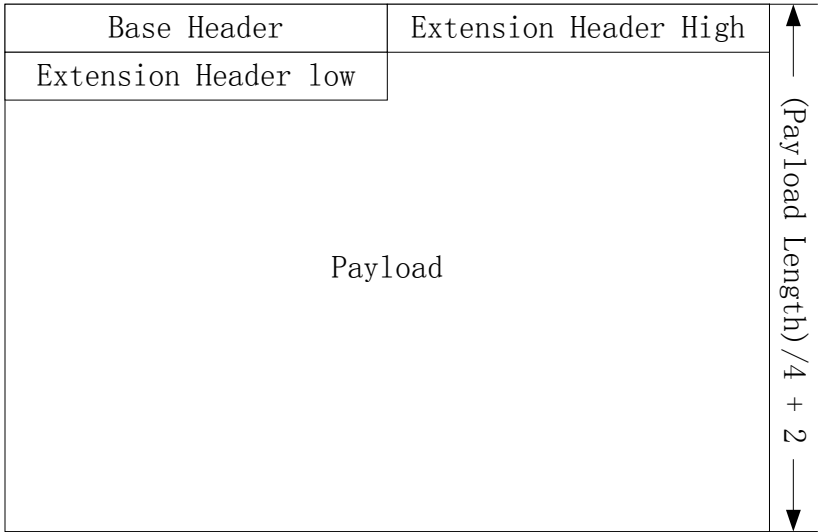 Base Header
Extension Header High
Extension Header low
Payload
(Payload Length)/4 + 2